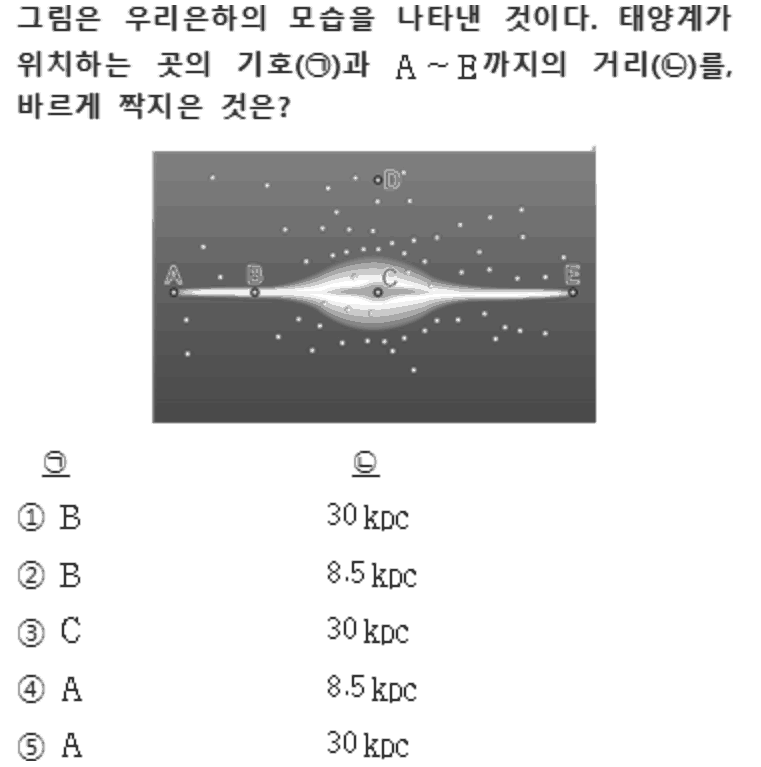 그림은 우리은하의 모습을 나타낸 것이다. 태양계가
위치하는 곳의 기호(㉠)과 A ~ E까지의 거리(㉡)를,
바르게 짝지은 것은?
D
A B C E
㉠ ㉡
① B 30 kpc
② B 8.5 kpc
③ C 30 kpc
④ A 8.5 kpc
⑤ A 30 kpc